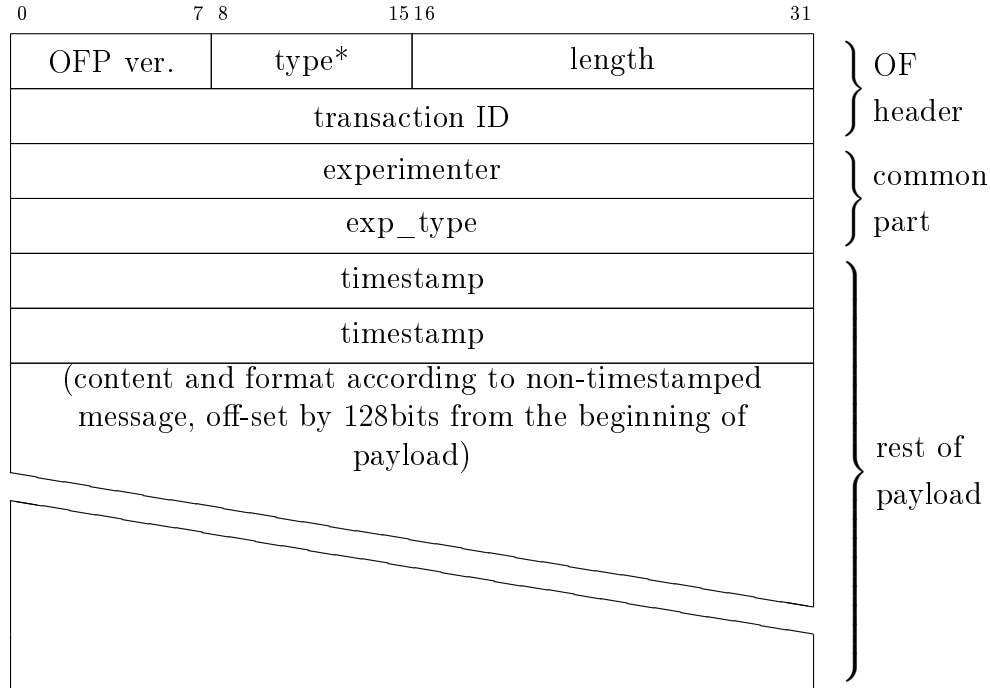 0 7 8 15 16 31
OFP ver. type* length
transaction ID
experimenter
exp_type
timestamp
timestamp
(content and format according to non-timestamped
message, off-set by 128bits from the beginning of
payload)
OF
header
common
part
rest of
payload